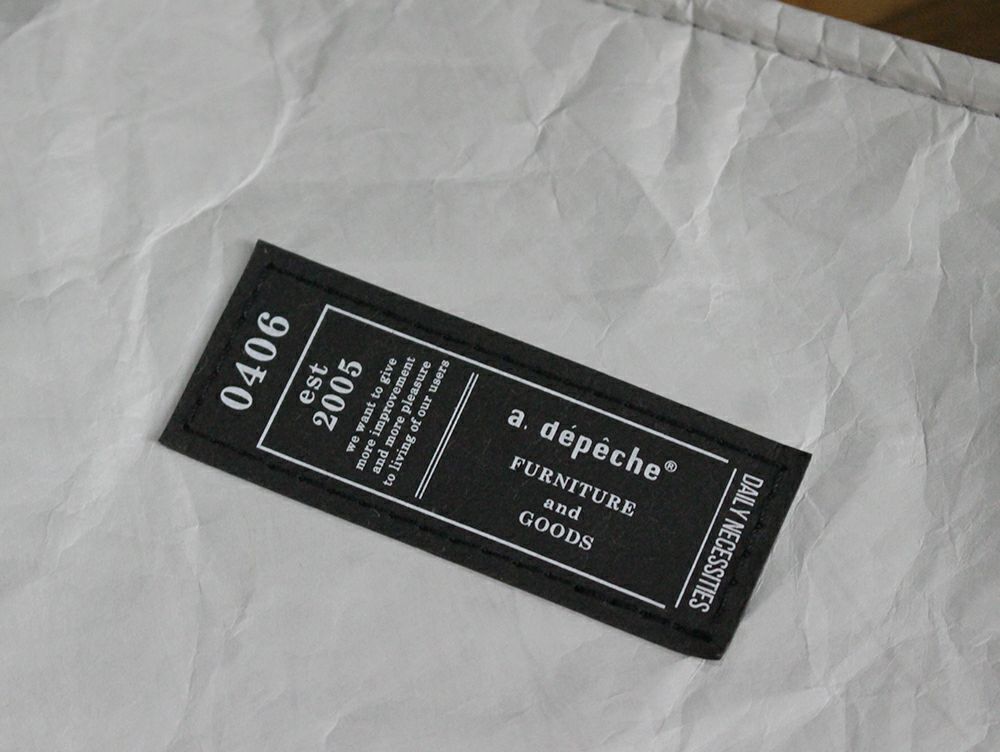 0406
est
2005
we want to give
more improvement
and more pleasure
to living of our users
a. dépêche®
FURNITURE
and
GOODS
DAILY NECESSITIES